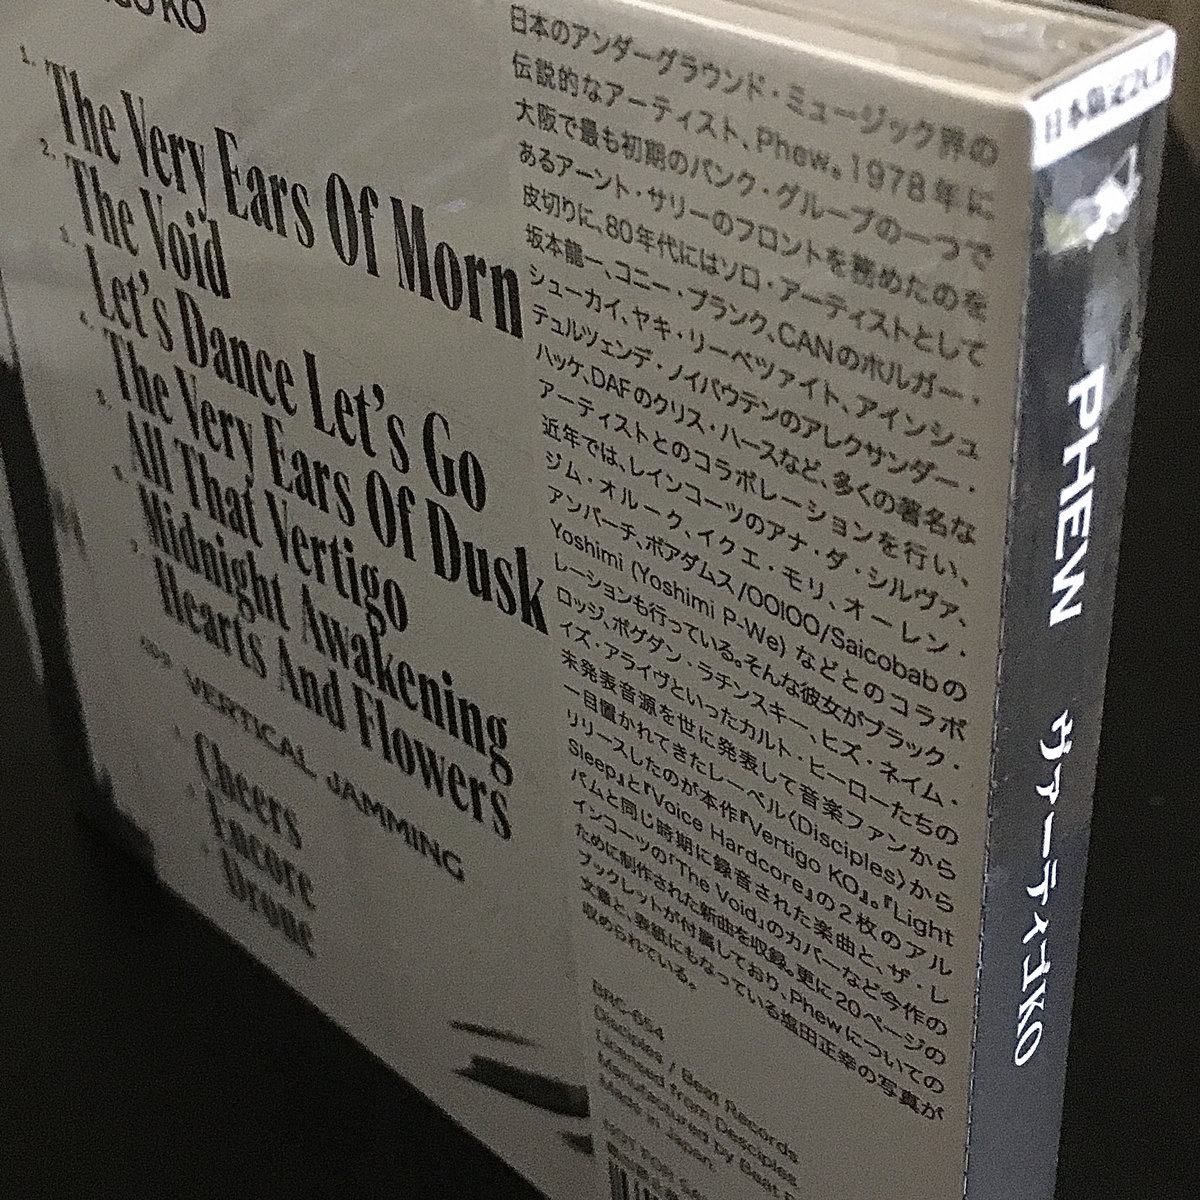 KO
1. The Very Ears Of Morn
2. The Void
3. Let's Dance Let's Go
4. The Very Ears Of Dusk
5. All That Vertigo
6. Midnight Awakening
7. Hearts And Flowers
VERTICAL JAMMING
Cheers
Encore
Drone
日本のアンダーグラウンド・ミュージック界の
伝説的なアーティスト、Phew。1978年に
大阪で最も初期のパンク・グループの一つで
あるアーント・サリーのフロントを務めたのを
皮切りに、80年代にはソロ・アーティストとして
坂本龍一、コニー・プランク、CANのホルガー・
シューカイ、ヤキ・リーベツァイト、アインシュ
テュルツェンデ・ノイバウテンのアレクサンダー・
ハッケ、DAFのクリス・ハースなど、多くの著名な
アーティストとのコラボレーションを行い、
近年では、レインコーツのアナ・ダ・シルヴァ、
ジム・オルーク、イクエ・モリ、オーレン・
アンバーチ、ボアダムス/OOIOO/Saicobabの
Yoshimi (Yoshimi P-We) などとのコラボ
レーションも行っている。そんな彼女がブラック・
ロッジ、ボグダン・ラチンスキー、ヒズ・ネイム・
イズ・アライヴといったカルト・ヒーローたちの
未発表音源を世に発表して音楽ファンから
一目置かれてきたレーベル〈Disciples〉から
リリースしたのが本作『Vertigo KO』。『Light
Sleep』と『Voice Hardcore』の2枚のアル
バムと同じ時期に録音された楽曲と、ザ・レ
インコーツの「The Void」のカバーなど今作の
ために制作された新曲を収録。更に20ページの
ブックレットが付属しており、Phewについての
文章と、表紙にもなっている塩田正幸の写真が
収められている。
BRC-654
Disciples / Beat Records
Licensed from Disciples.
Manufactured by Beat R
Made in Japan.
NOT FOR SA
日本限定2CD
PHEW ヴァーティゴKO